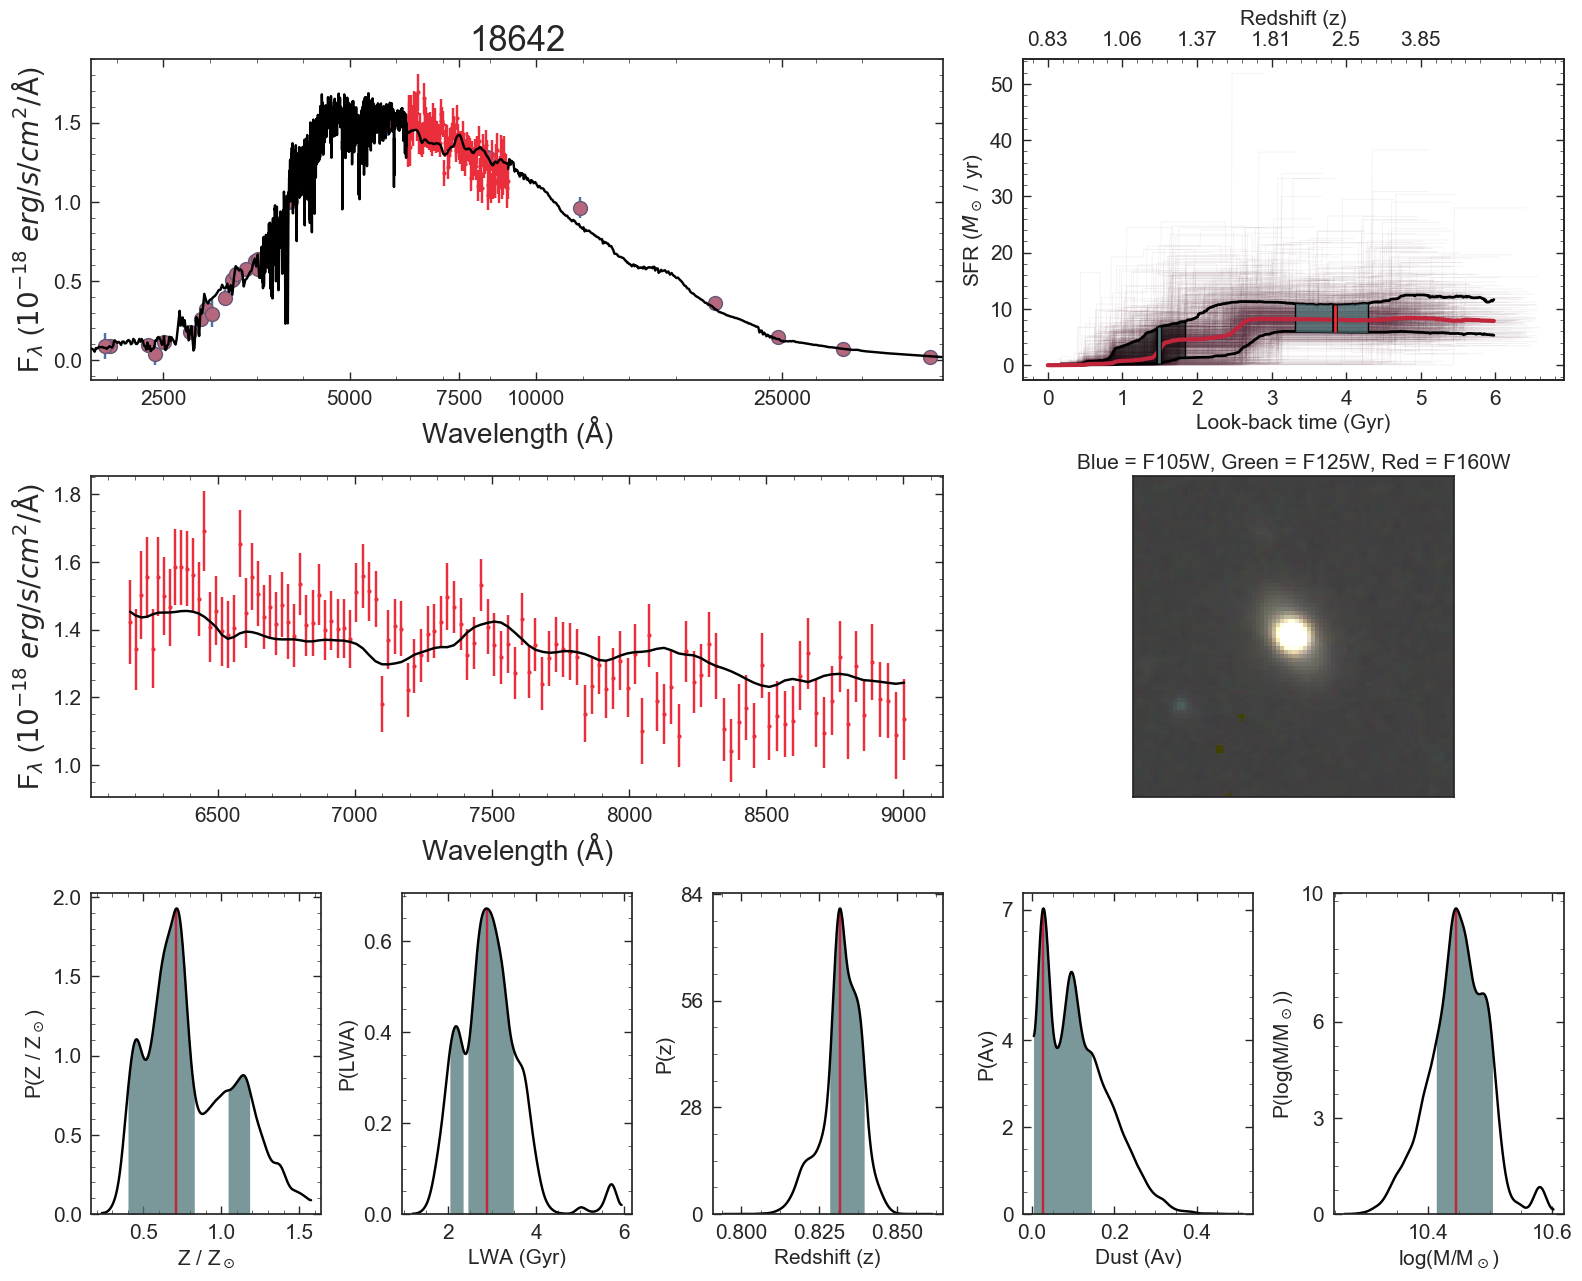 18642
F_λ (10^−18 erg/s/cm^2/Å)
1.5
1.0
0.5
0.0
2500 5000 7500 10000 25000
Wavelength (Å)
Redshift (z)
0.83 1.06 1.37 1.81 2.5 3.85
SFR (M_⊙ / yr)
50
40
30
20
10
0
0 1 2 3 4 5 6
Look-back time (Gyr)
F_λ (10^−18 erg/s/cm^2/Å)
1.8
1.6
1.4
1.2
1.0
6500 7000 7500 8000 8500 9000
Wavelength (Å)
Blue = F105W, Green = F125W, Red = F160W
P(Z / Z_⊙)
2.0
1.5
1.0
0.5
0.0
0.5 1.0 1.5
Z / Z_⊙
P(LWA)
0.6
0.4
0.2
0.0
2 4 6
LWA (Gyr)
P(z)
84
56
28
0
0.800 0.825 0.850
Redshift (z)
P(Av)
7
4
2
0
0.0 0.2 0.4
Dust (Av)
P(log(M/M_⊙))
10
6
3
0
10.4 10.6
log(M/M_⊙)